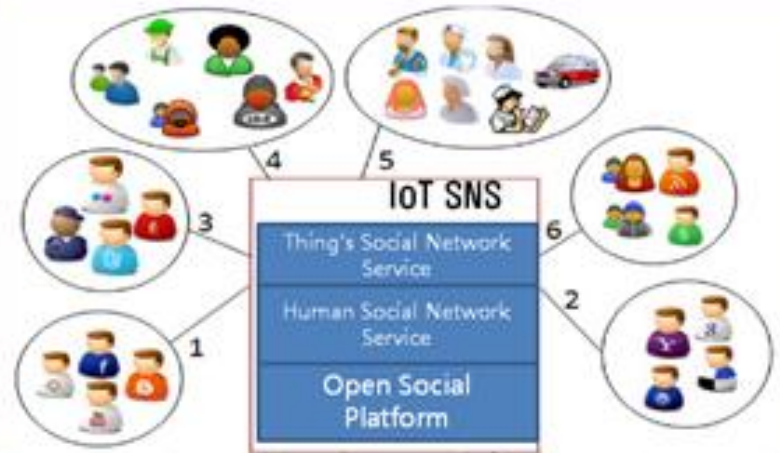 4
5
IoT SNS
3
6
Thing's Social Network
Service
2
Human Social Network
Service
1
Open Social
Platform